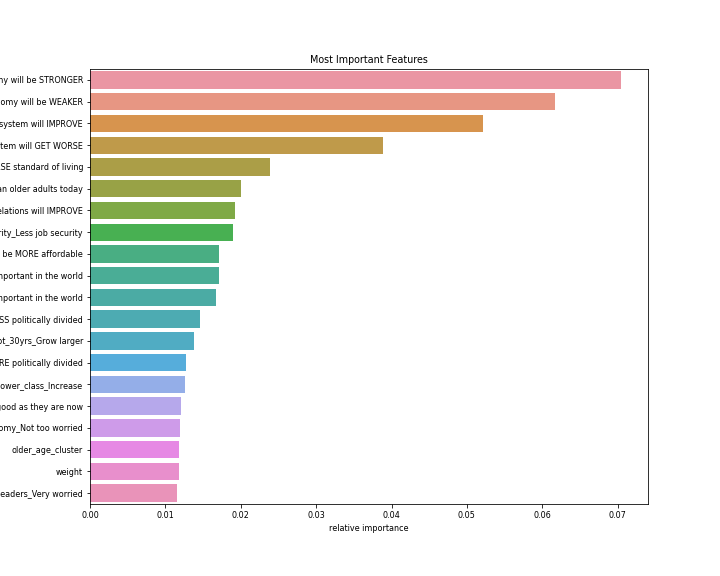 Most Important Features
my will be STRONGER
omy will be WEAKER
system will IMPROVE
tem will GET WORSE
SE standard of living
an older adults today
elations will IMPROVE
rity_Less job security
be MORE affordable
mportant in the world
mportant in the world
SS politically divided
bt_30yrs_Grow larger
RE politically divided
ower_class_Increase
good as they are now
omy_Not too worried
older_age_cluster
weight
eaders_Very worried
0.00 0.01 0.02 0.03 0.04 0.05 0.06 0.07
relative importance